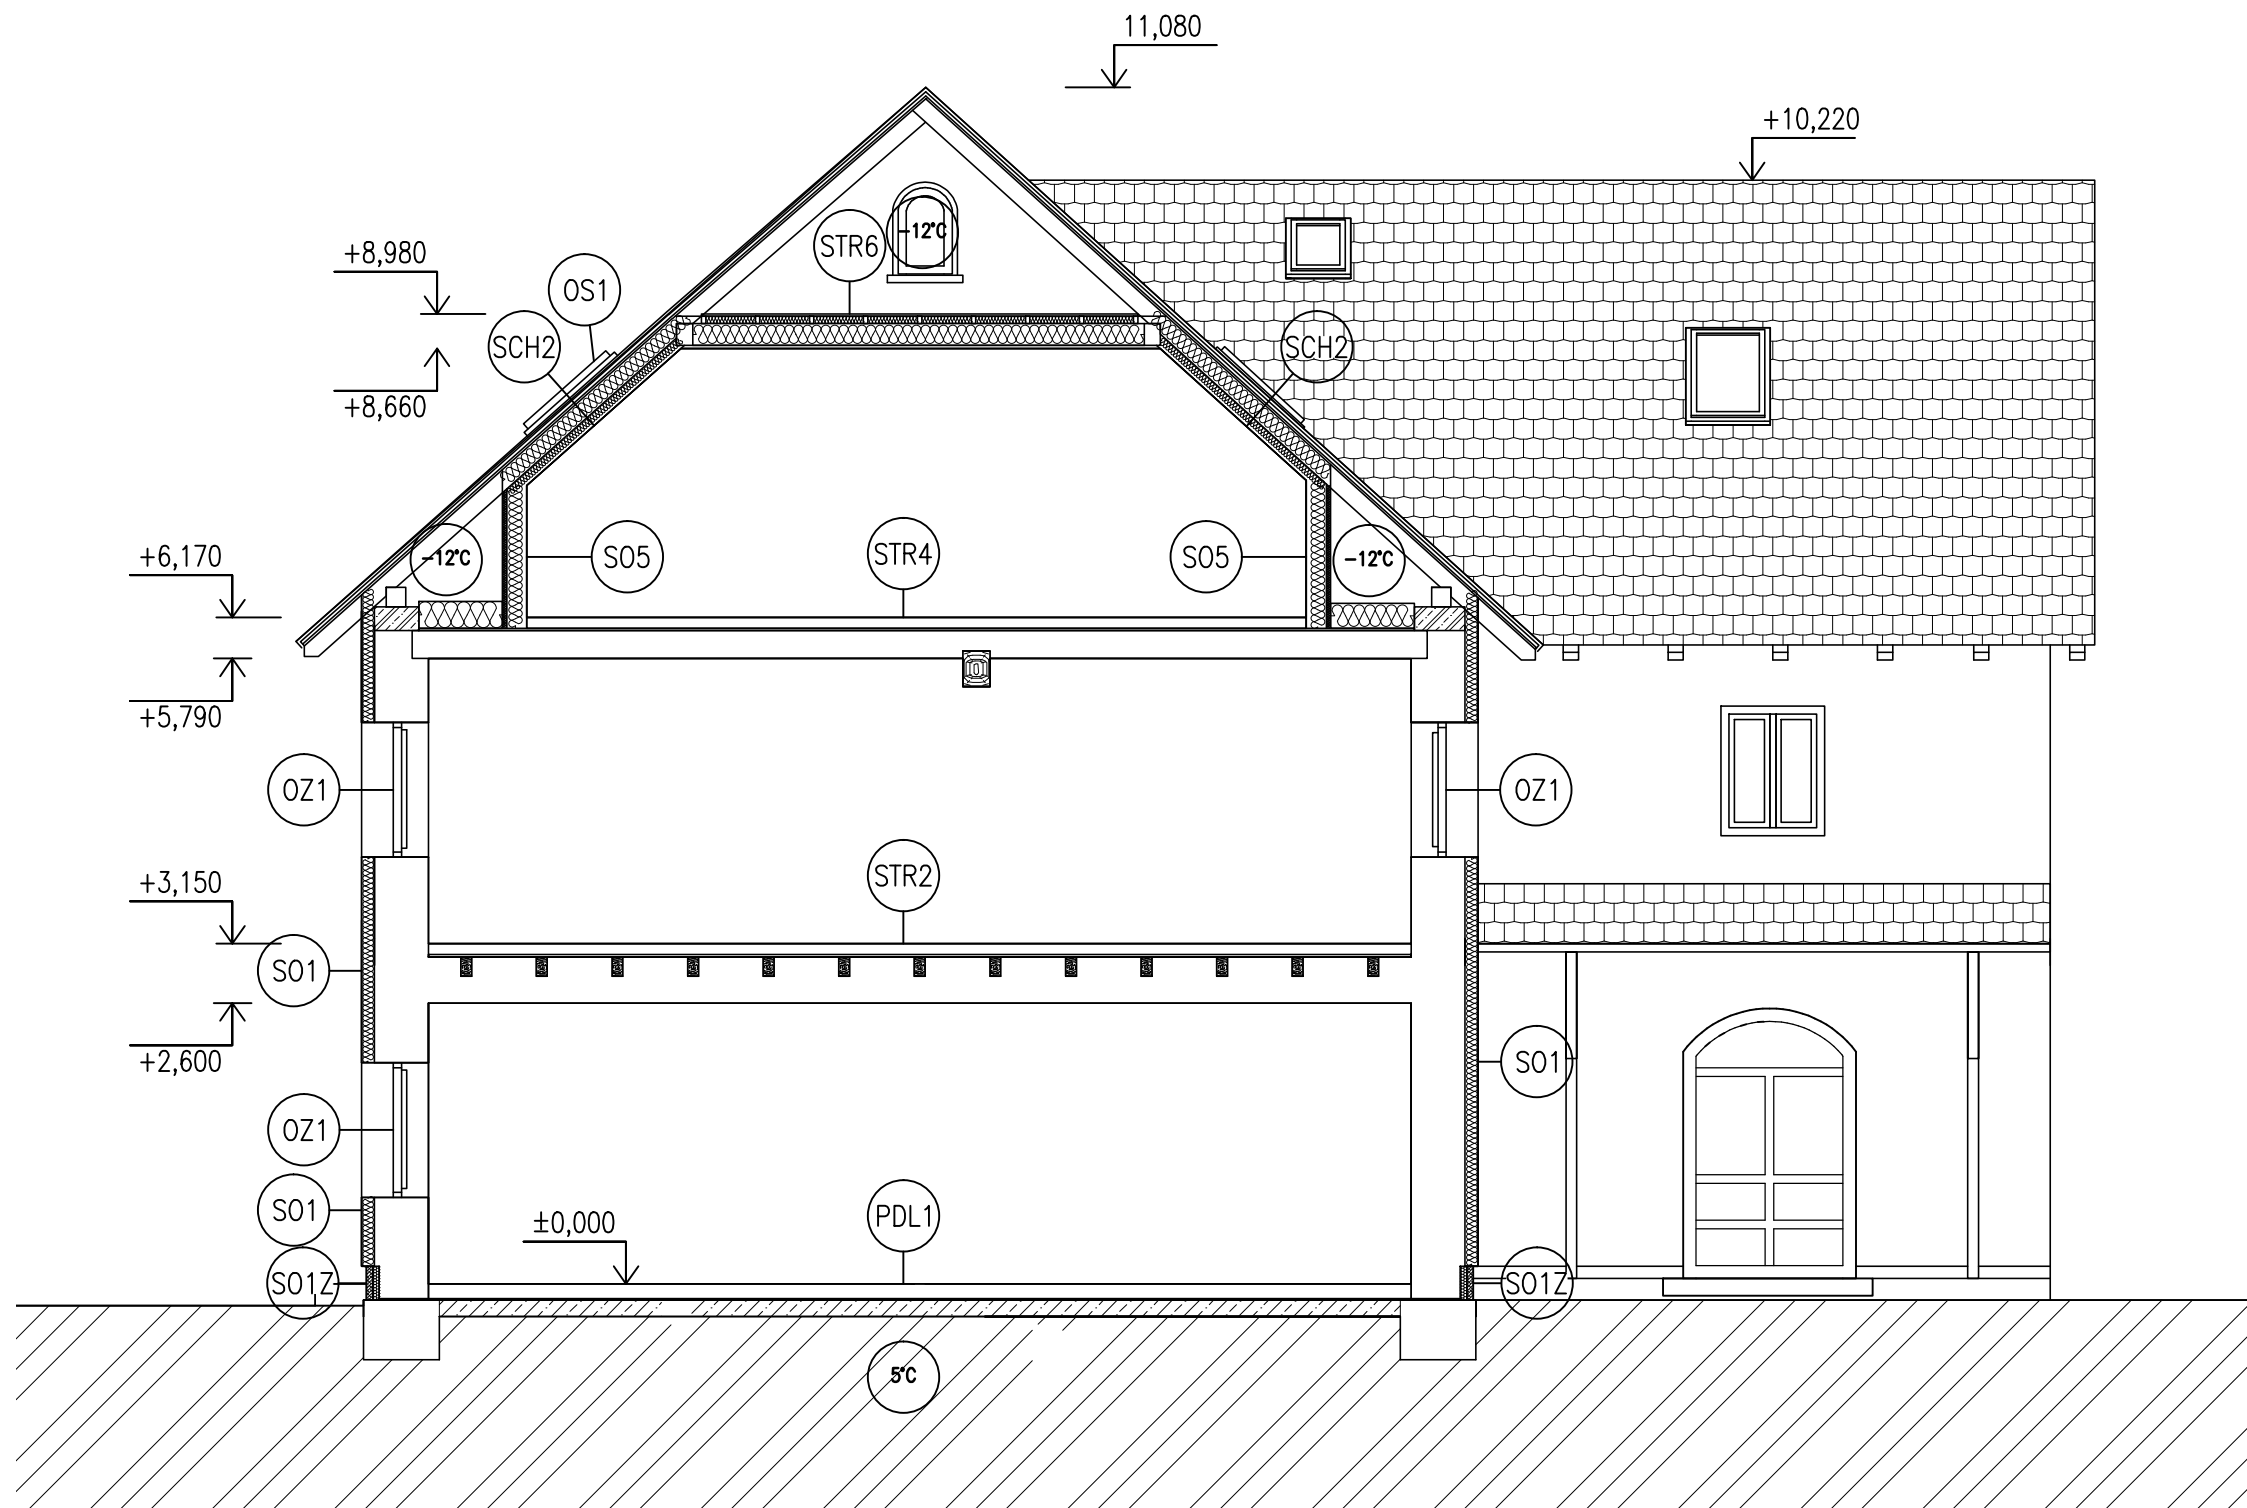 11,080
+10,220
STR6
-12°C
+8,980
OS1
SCH2
SCH2
+8,660
+6,170
-12°C
SO5
STR4
SO5
-12°C
+5,790
OZ1
OZ1
+3,150
STR2
SO1
+2,600
SO1
OZ1
SO1
±0,000
PDL1
SO1Z
SO1Z
5°C